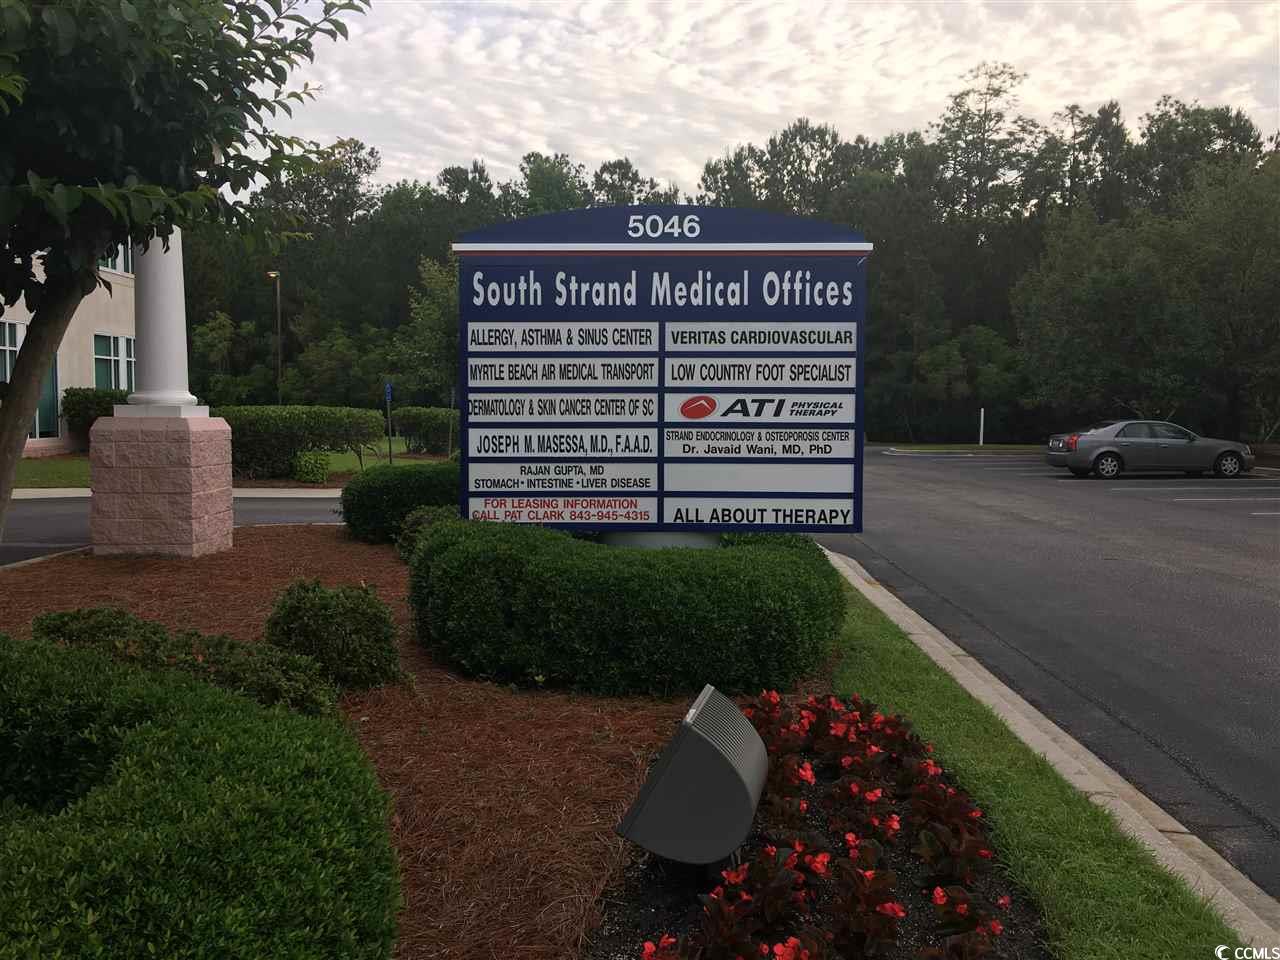 5046
South Strand Medical Offices
ALLERGY, ASTHMA & SINUS CENTER
VERITAS CARDIOVASCULAR
MYRTLE BEACH AIR MEDICAL TRANSPORT
LOW COUNTRY FOOT SPECIALIST
DERMATOLOGY & SKIN CANCER CENTER OF SC
ATI PHYSICAL
THERAPY
JOSEPH M. MASESSA, M.D., F.A.A.D.
STRAND ENDOCRINOLOGY & OSTEOPOROSIS CENTER
Dr. Javaid Wani, MD, PhD
RAJAN GUPTA, MD
STOMACH • INTESTINE • LIVER DISEASE
FOR LEASING INFORMATION
CALL PAT CLARK 843-945-4315
ALL ABOUT THERAPY
CCMLS